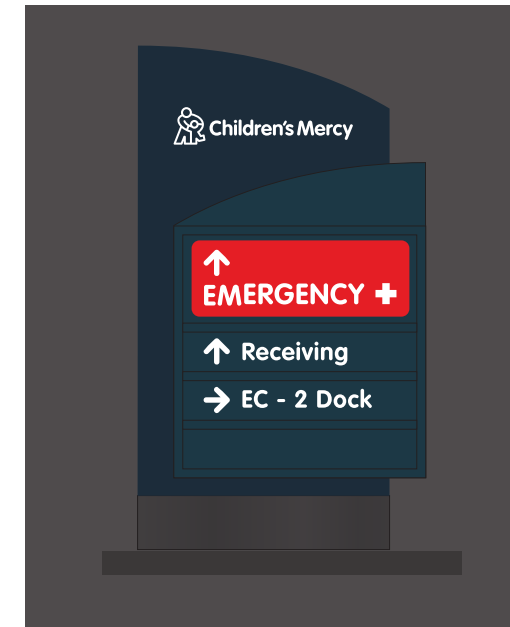 Children's Mercy
↑
EMERGENCY +
↑ Receiving
→ EC - 2 Dock